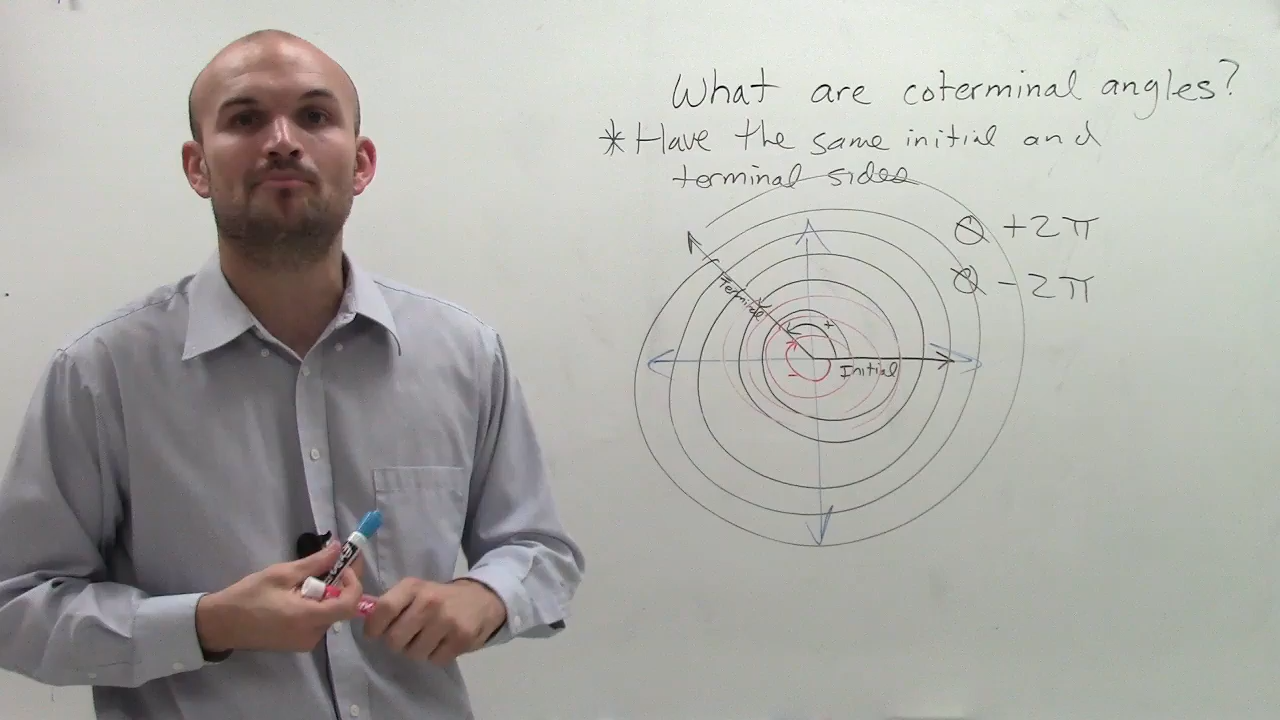 What are coterminal angles?
* Have the same initial and
terminal sides
θ + 2π
θ - 2π
terminal
+
Initial
-